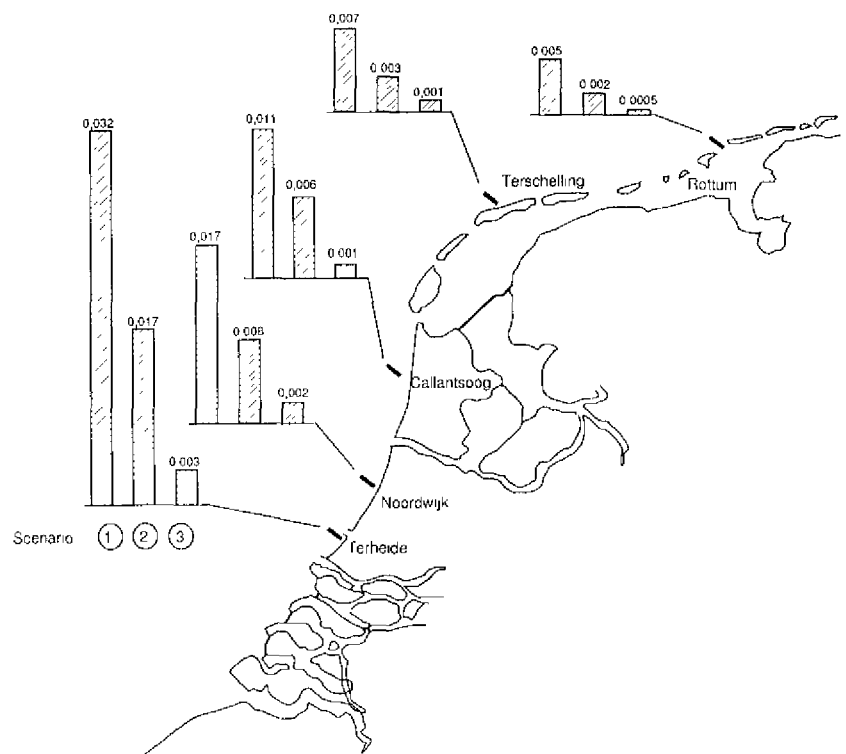 0,007
0 003
0,001
0 005
0 002
0 0005
0,032
0,017
0 003
0,011
0,006
0 001
0,017
0 008
0,002
Terschelling
Rottum
Callantsoog
Noordwijk
Terheide
Scenario 1 2 3